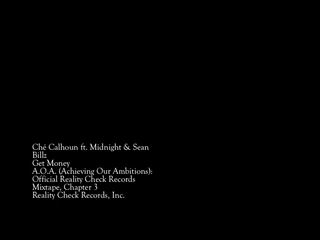 Ché Calhoun ft. Midnight & Sean
Billz
Get Money
A.O.A. (Achieving Our Ambitions):
Official Reality Check Records
Mixtape, Chapter 3
Reality Check Records, Inc.